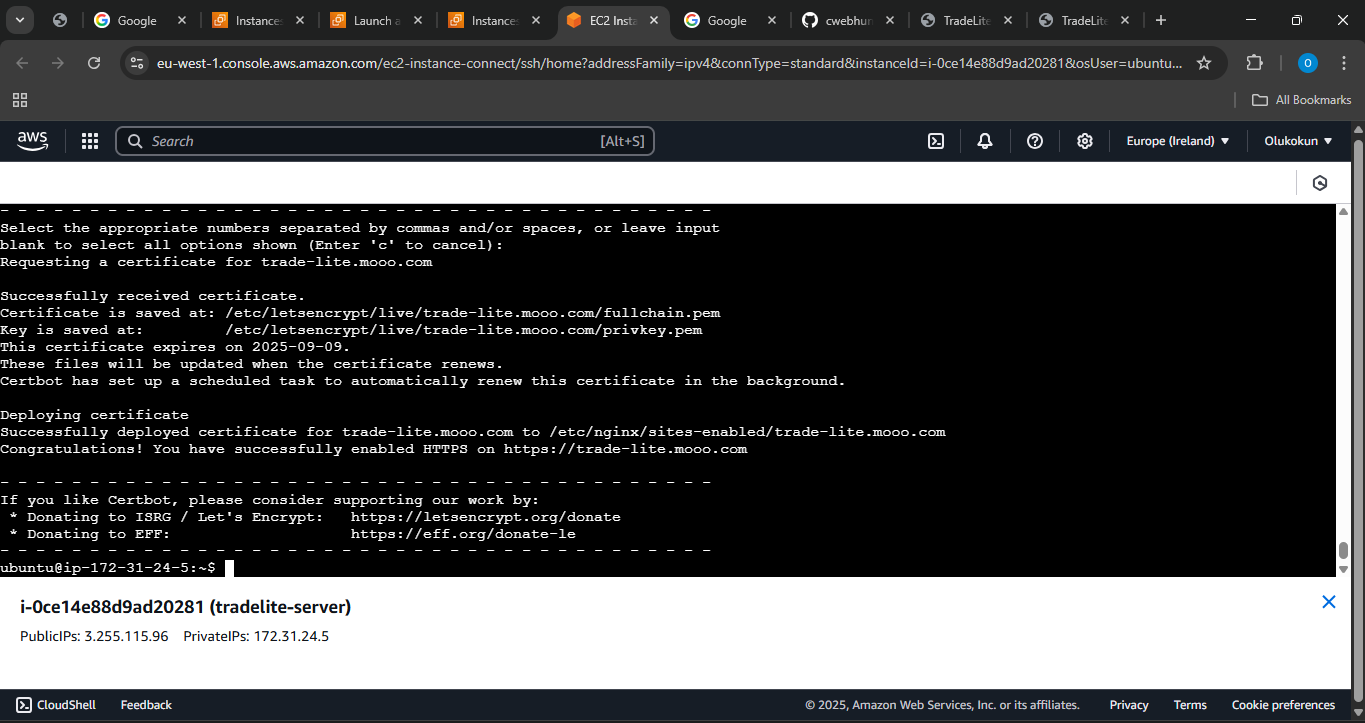 Google
Instances
Launch a
Instances
EC2 Insta
Google
cwebhun
TradeLite
TradeLite
eu-west-1.console.aws.amazon.com/ec2-instance-connect/ssh/home?addressFamily=ipv4&connType=standard&instanceId=i-0ce14e88d9ad20281&osUser=ubuntu...
O
All Bookmarks
aws
Search
[Alt+S]
Europe (Ireland)
Olukokun
- - - - - - - - - - - - - - - - - - - - - - - - - - - - - - - - - - - - - - - -
Select the appropriate numbers separated by commas and/or spaces, or leave input
blank to select all options shown (Enter 'c' to cancel):
Requesting a certificate for trade-lite.mooo.com
Successfully received certificate.
Certificate is saved at: /etc/letsencrypt/live/trade-lite.mooo.com/fullchain.pem
Key is saved at:         /etc/letsencrypt/live/trade-lite.mooo.com/privkey.pem
This certificate expires on 2025-09-09.
These files will be updated when the certificate renews.
Certbot has set up a scheduled task to automatically renew this certificate in the background.
Deploying certificate
Successfully deployed certificate for trade-lite.mooo.com to /etc/nginx/sites-enabled/trade-lite.mooo.com
Congratulations! You have successfully enabled HTTPS on https://trade-lite.mooo.com
- - - - - - - - - - - - - - - - - - - - - - - - - - - - - - - - - - - - - - - -
If you like Certbot, please consider supporting our work by:
* Donating to ISRG / Let's Encrypt:   https://letsencrypt.org/donate
* Donating to EFF:                    https://eff.org/donate-le
- - - - - - - - - - - - - - - - - - - - - - - - - - - - - - - - - - - - - - - -
ubuntu@ip-172-31-24-5:~$
i-0ce14e88d9ad20281 (tradelite-server)
PublicIPs: 3.255.115.96    PrivateIPs: 172.31.24.5
CloudShell
Feedback
© 2025, Amazon Web Services, Inc. or its affiliates.
Privacy
Terms
Cookie preferences